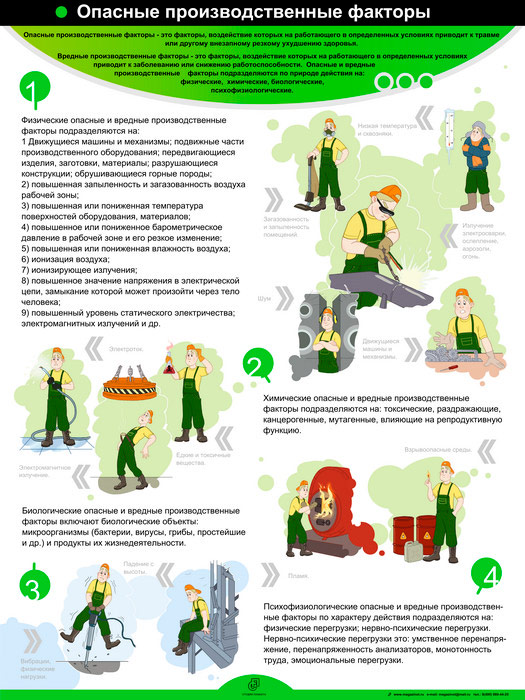 Опасные производственные факторы
Опасные производственные факторы - это факторы, воздействие которых на работающего в определенных условиях приводит к травме
или другому внезапному резкому ухудшению здоровья.
Вредные производственные факторы - это факторы, воздействие которых на работающего в определенных условиях
приводит к заболеванию или снижению работоспособности. Опасные и вредные
производственные факторы подразделяются по природе действия на:
физические, химические, биологические,
психофизиологические.
1
Физические опасные и вредные производственные
факторы подразделяются на:
1 Движущиеся машины и механизмы; подвижные части
производственного оборудования; передвигающиеся
изделия, заготовки, материалы; разрушающиеся
конструкции; обрушивающиеся горные породы;
2) повышенная запыленность и загазованность воздуха
рабочей зоны;
3) повышенная или пониженная температура
поверхностей оборудования, материалов;
4) повышенное или пониженное барометрическое
давление в рабочей зоне и его резкое изменение;
5) повышенная или пониженная влажность воздуха;
6) ионизация воздуха;
7) ионизирующее излучения;
8) повышенное значение напряжения в электрической
цепи, замыкание которой может произойти через тело
человека;
9) повышенный уровень статического электричества;
электромагнитных излучений и др.
Низкая температура
и сквозняки.
Загазованность
и запыленность
помещений.
Излучение
электросварки,
ослепление,
аэрозоли,
огонь.
Шум
Движущиеся
машины и
механизмы.
Электроток.
Едкие и токсичные
вещества.
Электромагнитное
излучение.
2
Химические опасные и вредные производственные
факторы подразделяются на: токсические, раздражающие,
канцерогенные, мутагенные, влияющие на репродуктивную
функцию.
Взрывоопасные среды.
Пламя.
Биологические опасные и вредные производственные
факторы включают биологические объекты:
микроорганизмы (бактерии, вирусы, грибы, простейшие
и др.) и продукты их жизнедеятельности.
3
Падение с
высоты.
Вибрации,
физические
нагрузки.
4
Психофизиологические опасные и вредные производствен-
ные факторы по характеру действия подразделяются на:
физические перегрузки; нервно-психические перегрузки.
Нервно-психические перегрузки это: умственное перенапря-
жение, перенапряженность анализаторов, монотонность
труда, эмоциональные перегрузки.